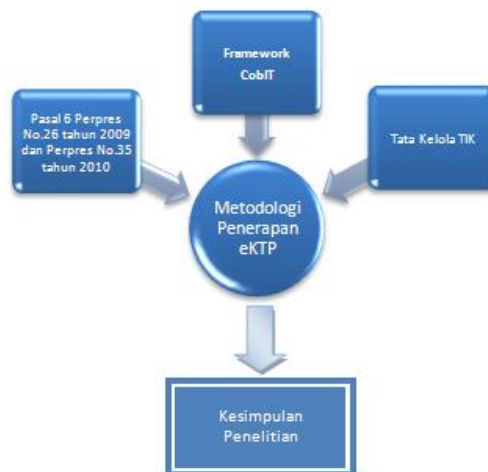 Framework
CobIT
Pasal 6 Perpres
No.26 tahun 2009
dan Perpres No.35
tahun 2010
Tata Kelola TIK
Metodologi
Penerapan
eKTP
Kesimpulan
Penelitian